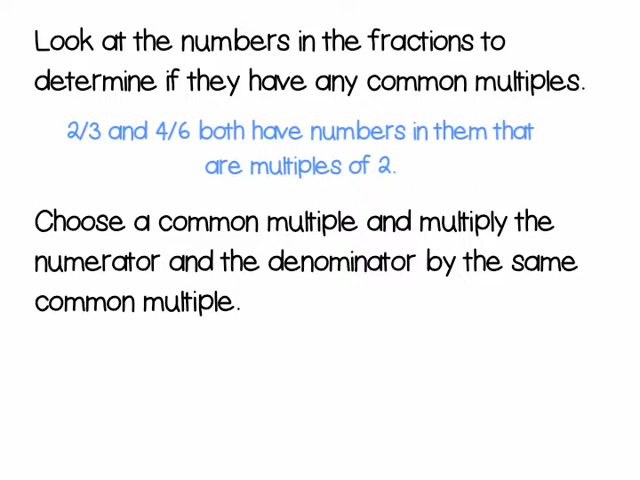 Look at the numbers in the fractions to
determine if they have any common multiples.
2/3 and 4/6 both have numbers in them that
are multiples of 2.
Choose a common multiple and multiply the
numerator and the denominator by the same
common multiple.